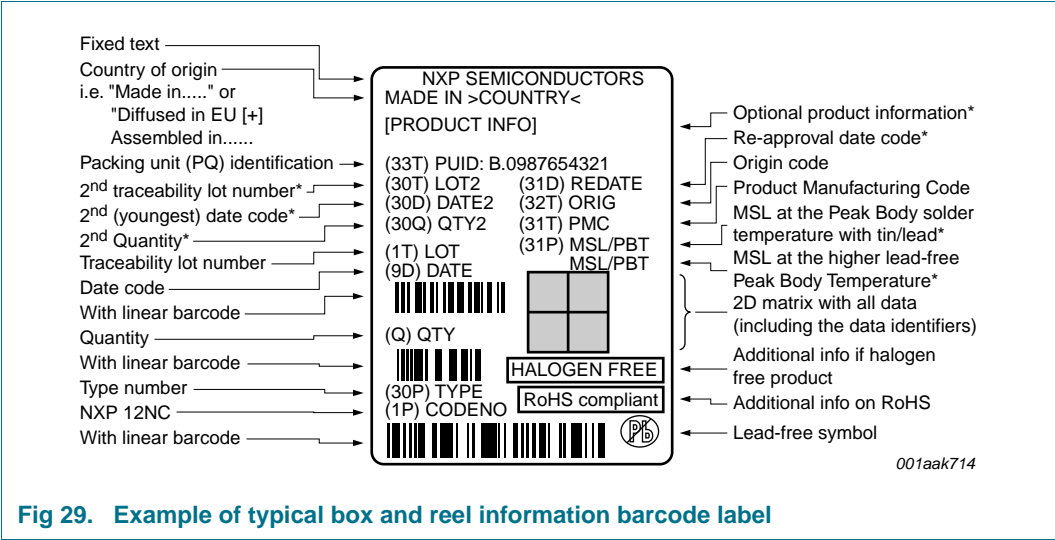 Fixed text
Country of origin
i.e. "Made in....." or
"Diffused in EU [+]
Assembled in......
Packing unit (PQ) identification
2nd traceability lot number*
2nd (youngest) date code*
2nd Quantity*
Traceability lot number
Date code
With linear barcode
Quantity
With linear barcode
Type number
NXP 12NC
With linear barcode
NXP SEMICONDUCTORS
MADE IN >COUNTRY<
[PRODUCT INFO]
(33T) PUID: B.0987654321
(30T) LOT2 (31D) REDATE
(30D) DATE2 (32T) ORIG
(30Q) QTY2 (31T) PMC
(31P) MSL/PBT
(1T) LOT MSL/PBT
(9D) DATE
(Q) QTY
HALOGEN FREE
(30P) TYPE
RoHS compliant
(1P) CODENO
Pb
Optional product information*
Re-approval date code*
Origin code
Product Manufacturing Code
MSL at the Peak Body solder
temperature with tin/lead*
MSL at the higher lead-free
Peak Body Temperature*
2D matrix with all data
(including the data identifiers)
Additional info if halogen
free product
Additional info on RoHS
Lead-free symbol
001aak714
Fig 29. Example of typical box and reel information barcode label